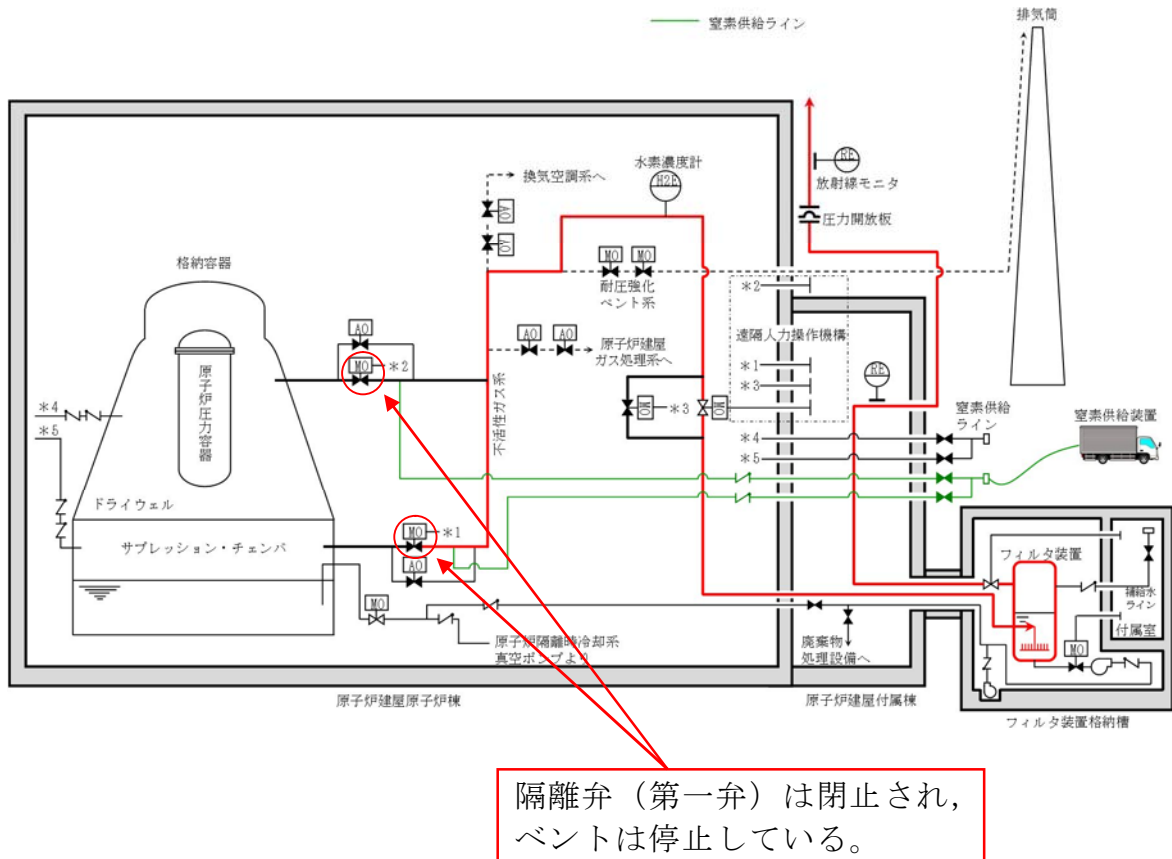 窒素供給ライン
排気筒
水素濃度計
H2E
RE
放射線モニタ
換気空調系へ
AO
AO
圧力開放板
格納容器
MO
MO
耐圧強化
ベント系
*2
遠隔人力操作機構
AO
MO
*2
AO
AO
原子炉建屋
ガス処理系へ
*1
*3
RE
原子炉圧力容器
不活性ガス系
MO
*3
MO
窒素供給
ライン
窒素供給装置
*4
*5
*4
*5
ドライウェル
サプレッション・チェンバ
MO
*1
AO
フィルタ装置
補給水
ライン
付属室
MO
MO
原子炉隔離時冷却系
真空ポンプより
廃棄物
処理設備へ
原子炉建屋原子炉棟
原子炉建屋付属棟
フィルタ装置格納槽
隔離弁（第一弁）は閉止され，
ベントは停止している。